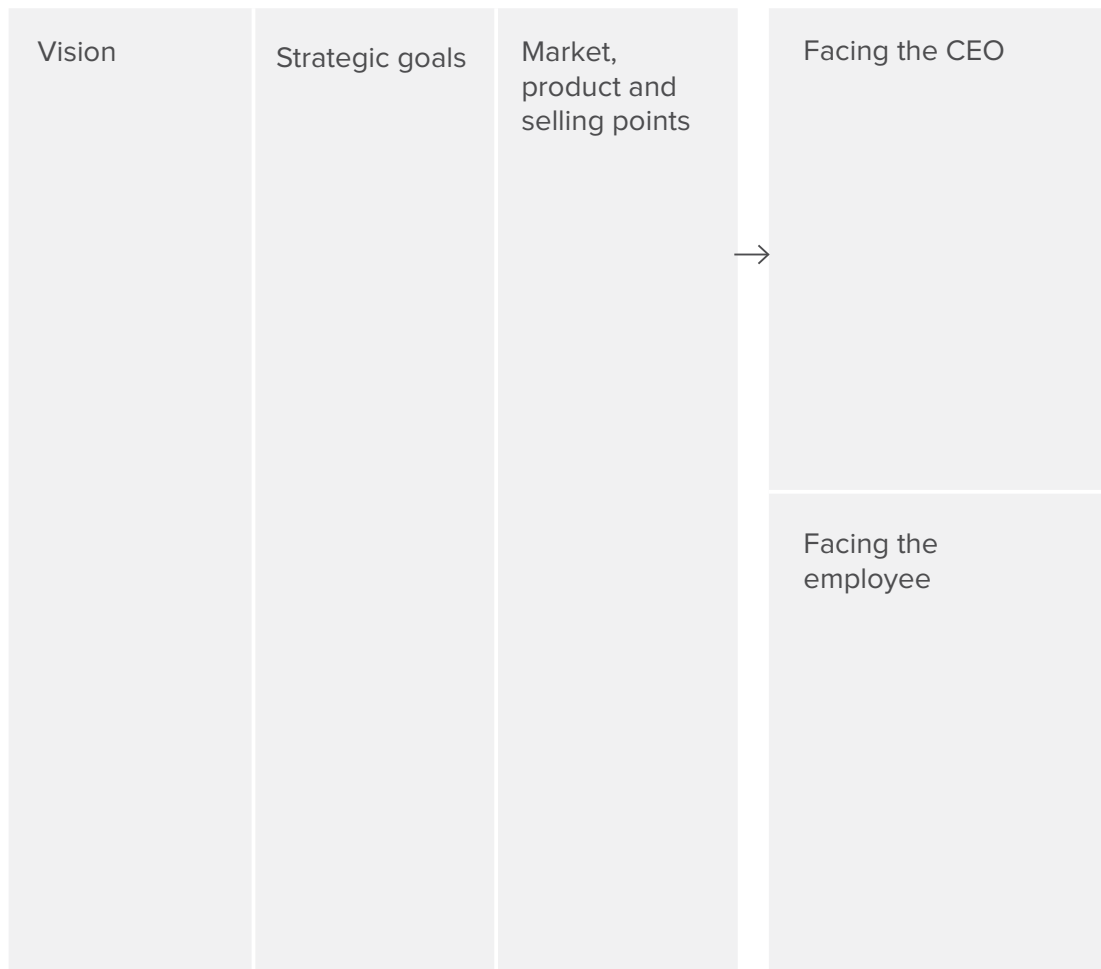 Vision
Strategic goals
Market,
product and
selling points
Facing the CEO
Facing the
employee